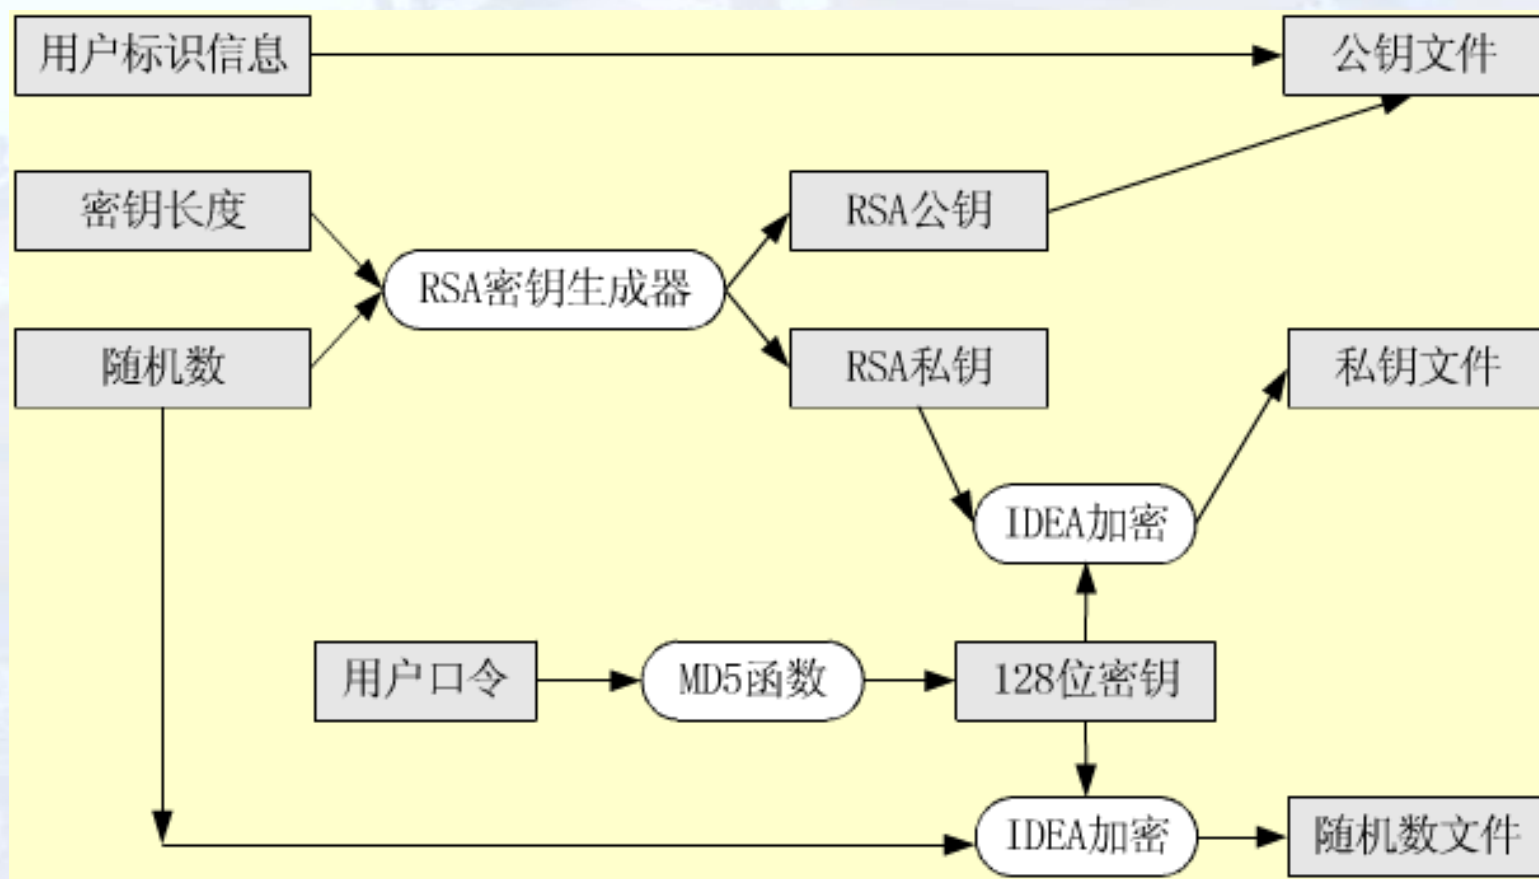 用户标识信息
公钥文件
密钥长度
RSA公钥
RSA密钥生成器
随机数
RSA私钥
私钥文件
IDEA加密
用户口令
MD5函数
128位密钥
IDEA加密
随机数文件